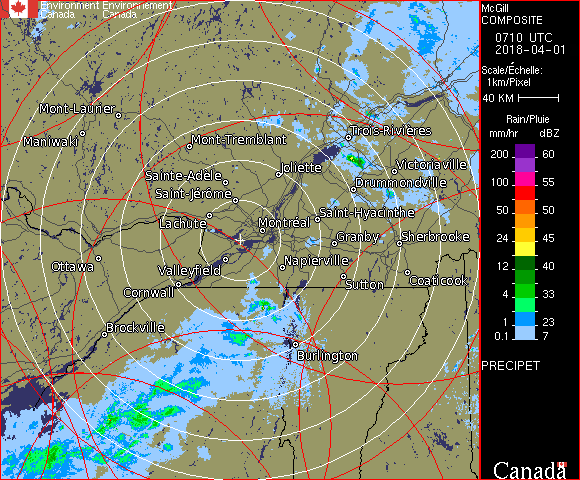 Environment Environnement
Canada Canada
McGill
COMPOSITE
0710 UTC
2018-04-01
Scale/Échelle:
1km/Pixel
40 KM
Rain/Pluie
mm/hr dBZ
200 60
100 55
50 50
24 45
12 40
4 33
1 23
0.1 7
PRECIPET
Canada
Mont-Laurier
Maniwaki
Mont-Tremblant
Trois-Rivières
Sainte-Adèle
Joliette
Victoriaville
Saint-Jérôme
Drummondville
Lachute
Montréal
Saint-Hyacinthe
Granby
Sherbrooke
Ottawa
Valleyfield
Napierville
Cornwall
Sutton
Coaticook
Brockville
Burlington